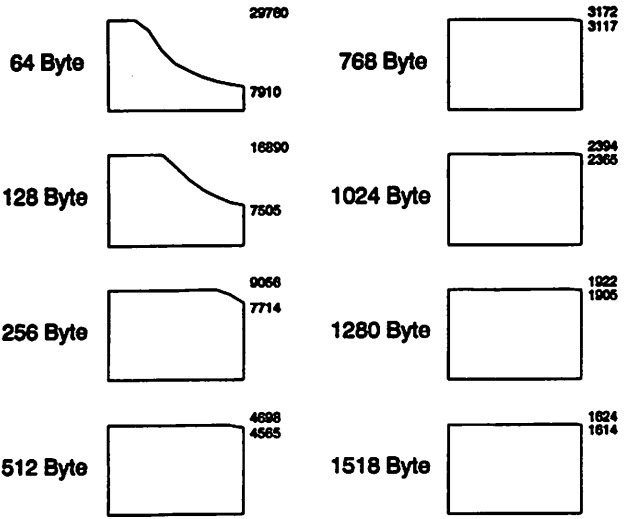 29760
64 Byte
7910
16890
128 Byte
7505
9056
256 Byte
7714
4698
512 Byte
4565
3172
768 Byte
3117
2394
1024 Byte
2365
1922
1280 Byte
1905
1624
1518 Byte
1614